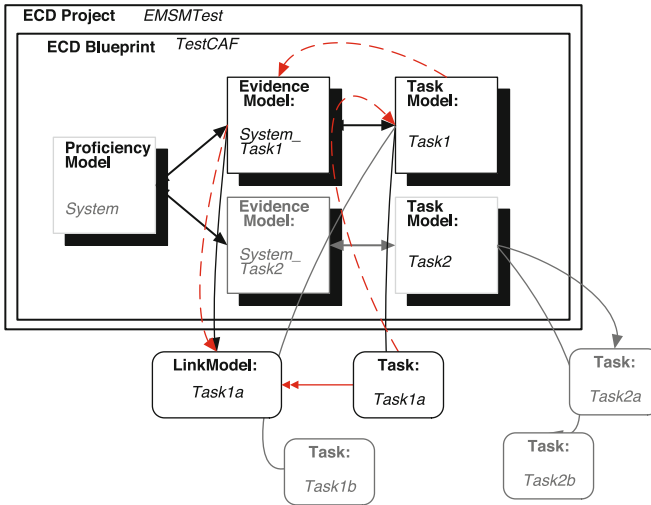 ECD Project EMSMTest
ECD Blueprint TestCAF
Evidence
Model:
System_
Task1
Task
Model:
Task1
Proficiency
Model
System
Evidence
Model:
System_
Task2
Task
Model:
Task2
LinkModel:
Task1a
Task:
Task1a
Task:
Task2a
Task:
Task1b
Task:
Task2b